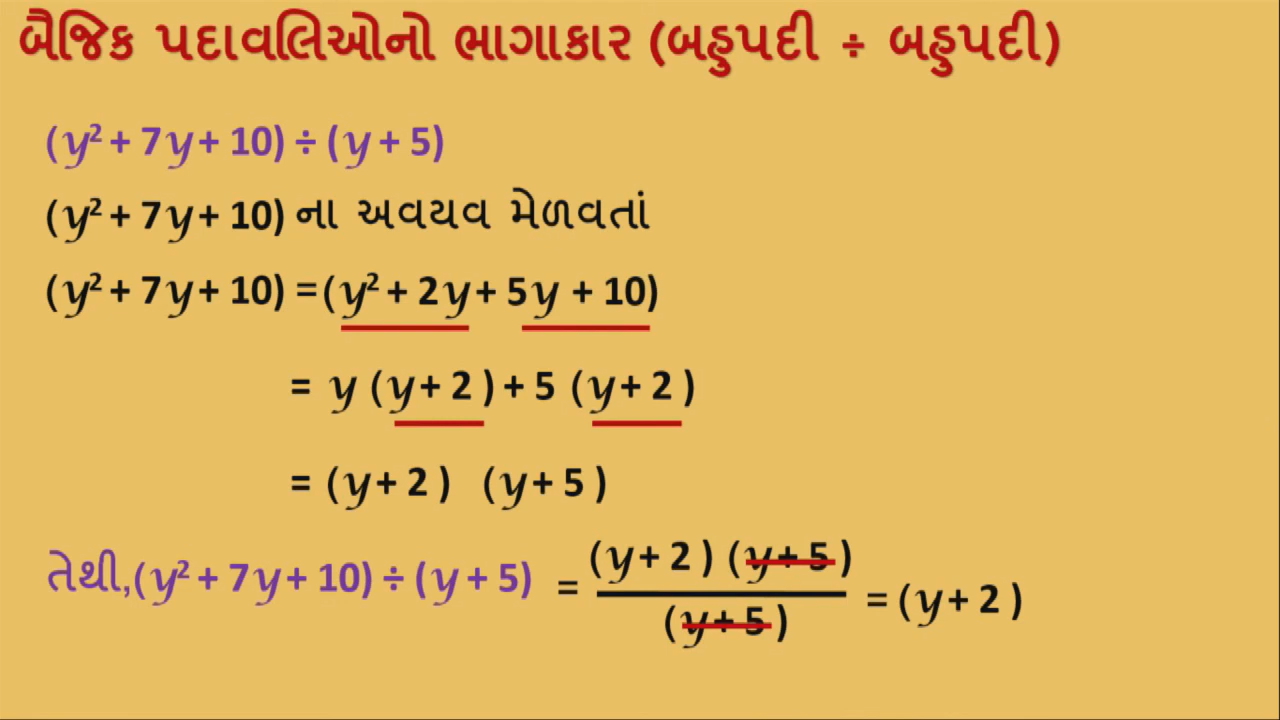 બૈજિક પદાવલિઓનો ભાગાકાર (બહુપદી ÷ બહુપદી)
(y² + 7y + 10) ÷ (y + 5)
(y² + 7y + 10) ના અવયવ મેળવતાં
(y² + 7y + 10) = (y² + 2y + 5y + 10)
= y (y + 2 ) + 5 (y + 2 )
= (y + 2 ) (y + 5 )
તેથી,(y² + 7y + 10) ÷ (y + 5) = (y + 2 ) (y + 5 ) / (y + 5 ) = (y + 2 )